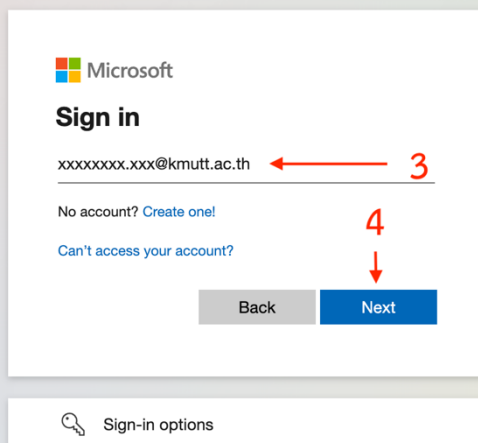 Microsoft
Sign in
xxxxxxxx.xxx@kmutt.ac.th 3
No account? Create one!
4
Can't access your account?
Back Next
Sign-in options